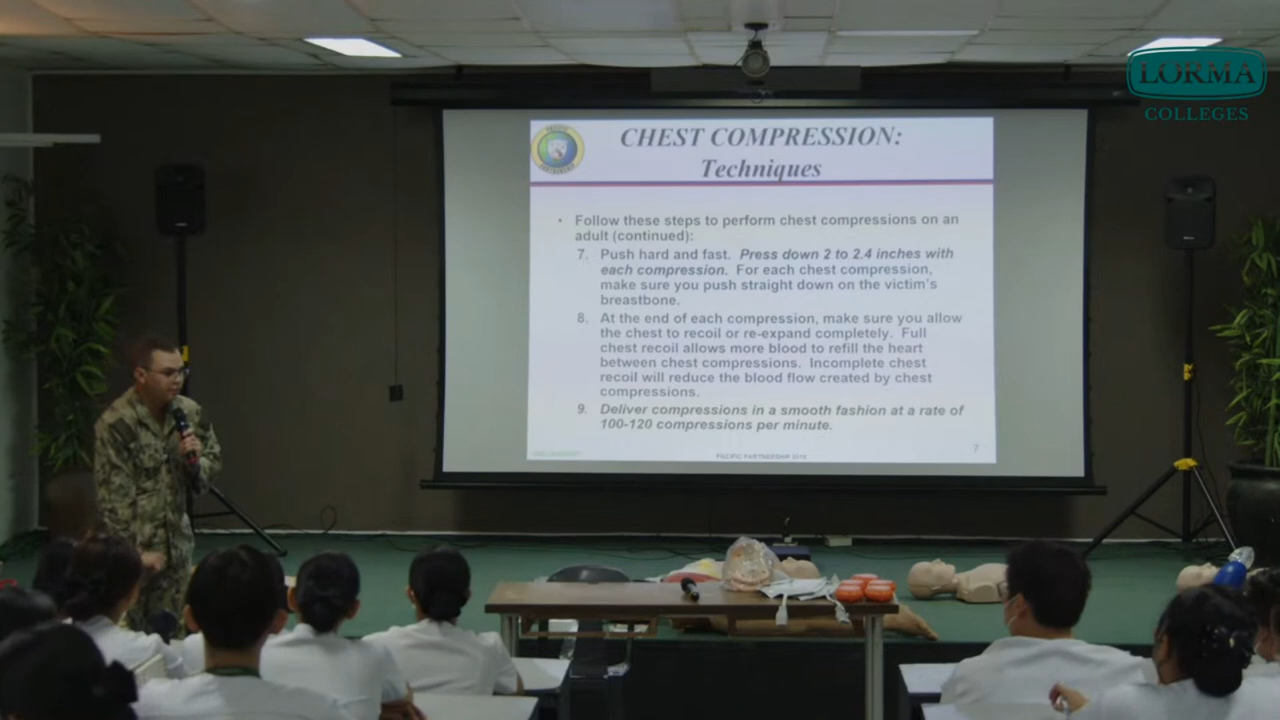 LORMA
COLLEGES
CHEST COMPRESSION:
Techniques
• Follow these steps to perform chest compressions on an
adult (continued):
7. Push hard and fast. Press down 2 to 2.4 inches with
each compression. For each chest compression,
make sure you push straight down on the victim's
breastbone.
8. At the end of each compression, make sure you allow
the chest to recoil or re-expand completely. Full
chest recoil allows more blood to refill the heart
between chest compressions. Incomplete chest
recoil will reduce the blood flow created by chest
compressions.
9. Deliver compressions in a smooth fashion at a rate of
100-120 compressions per minute.
7